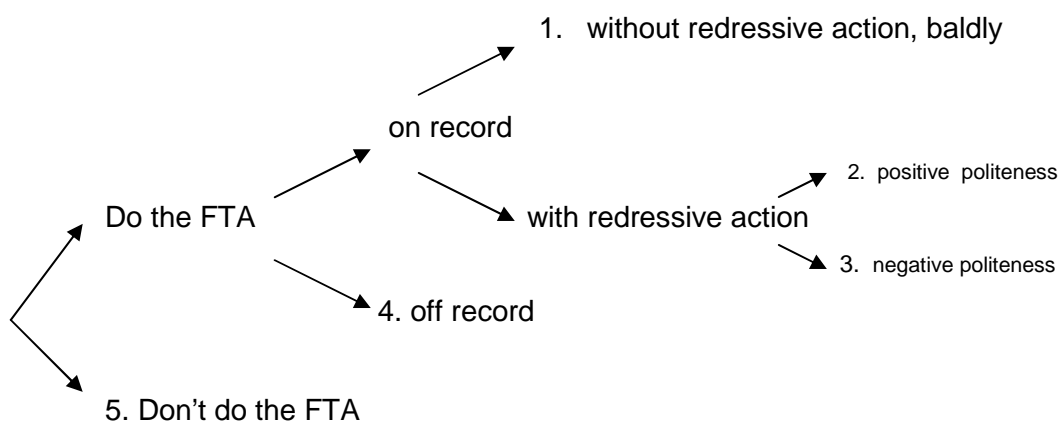 1. without redressive action, baldly
on record
2. positive politeness
Do the FTA
with redressive action
3. negative politeness
4. off record
5. Don't do the FTA